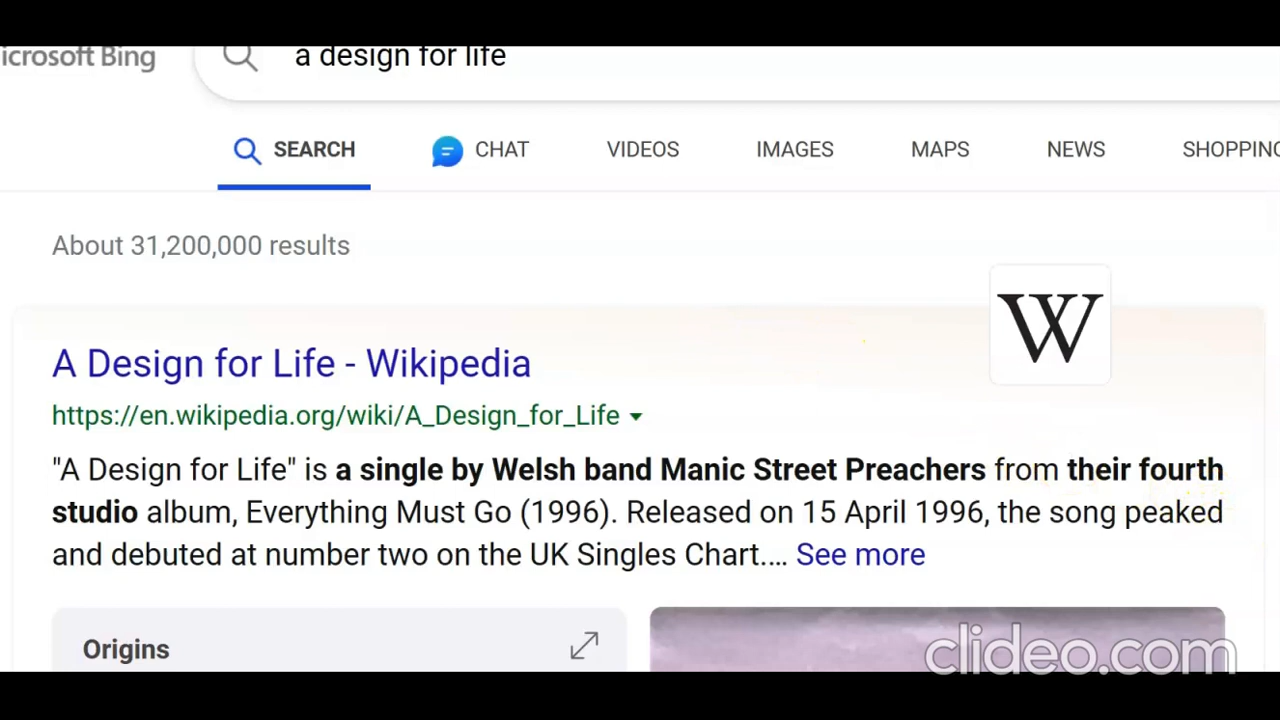 icrosoft Bing
a design for life
SEARCH CHAT VIDEOS IMAGES MAPS NEWS SHOPPING
About 31,200,000 results
W
A Design for Life - Wikipedia
https://en.wikipedia.org/wiki/A_Design_for_Life
"A Design for Life" is a single by Welsh band Manic Street Preachers from their fourth
studio album, Everything Must Go (1996). Released on 15 April 1996, the song peaked
and debuted at number two on the UK Singles Chart.... See more
Origins
clideo.com